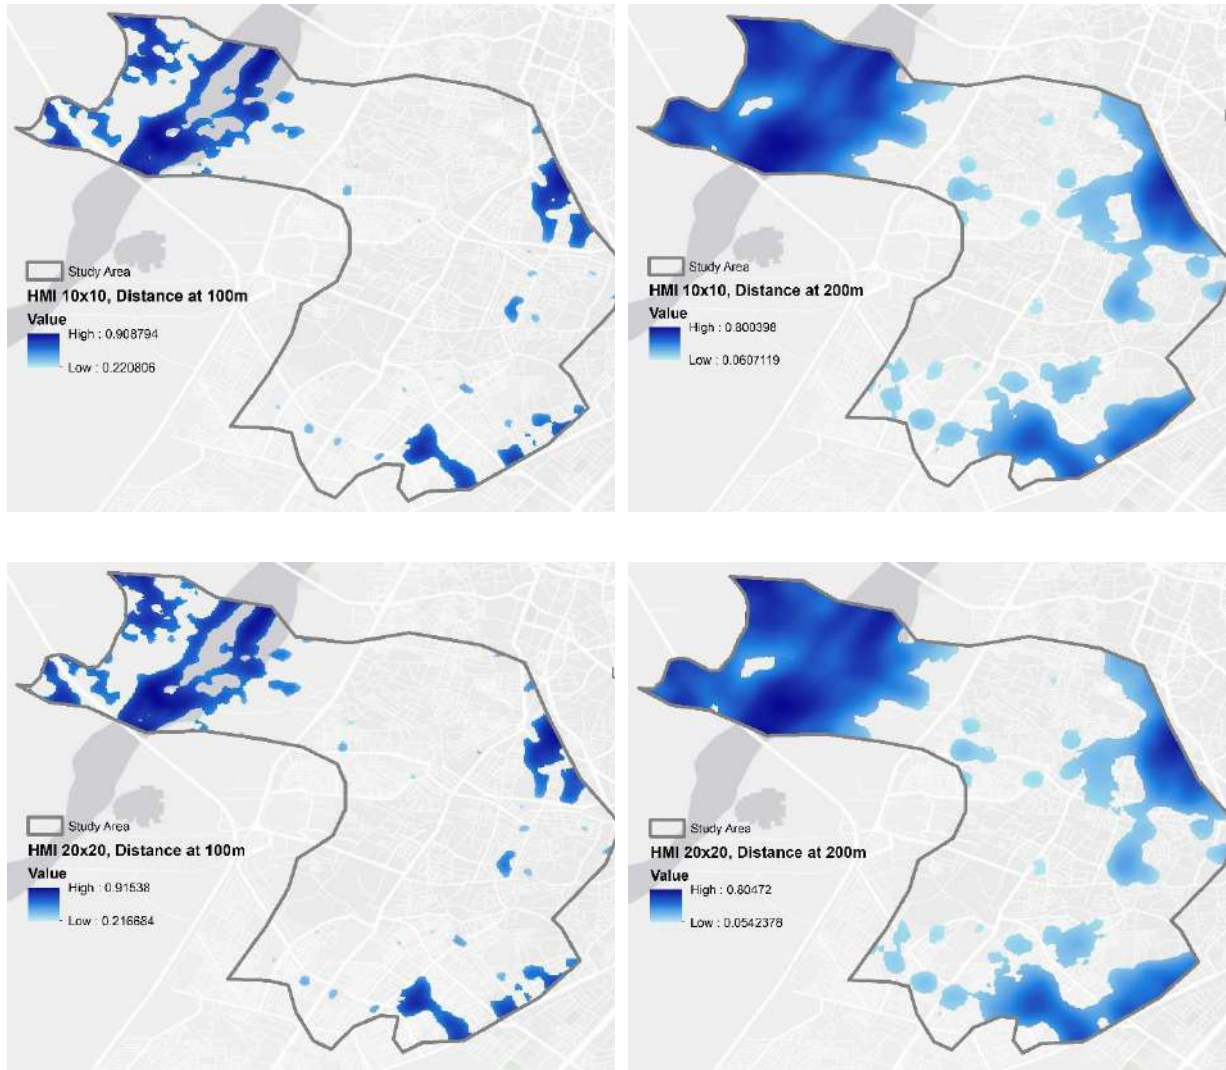 Study Area
HMI 10x10, Distance at 100m
Value
High : 0.908794
Low : 0.220806
Study Area
HMI 10x10, Distance at 200m
Value
High : 0.800398
Low : 0.0607119
Study Area
HMI 20x20, Distance at 100m
Value
High : 0.91538
Low : 0.216684
Study Area
HMI 20x20, Distance at 200m
Value
High : 0.80472
Low : 0.0542378